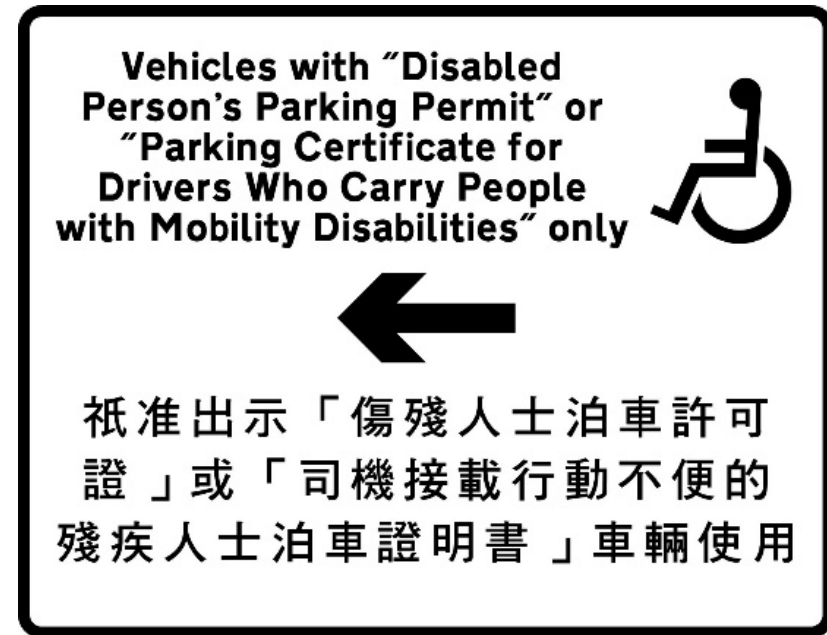 Vehicles with ″Disabled
Person's Parking Permit″ or
″Parking Certificate for
Drivers Who Carry People
with Mobility Disabilities″ only
祇准出示「傷殘人士泊車許可
證」或「司機接載行動不便的
殘疾人士泊車證明書」車輛使用